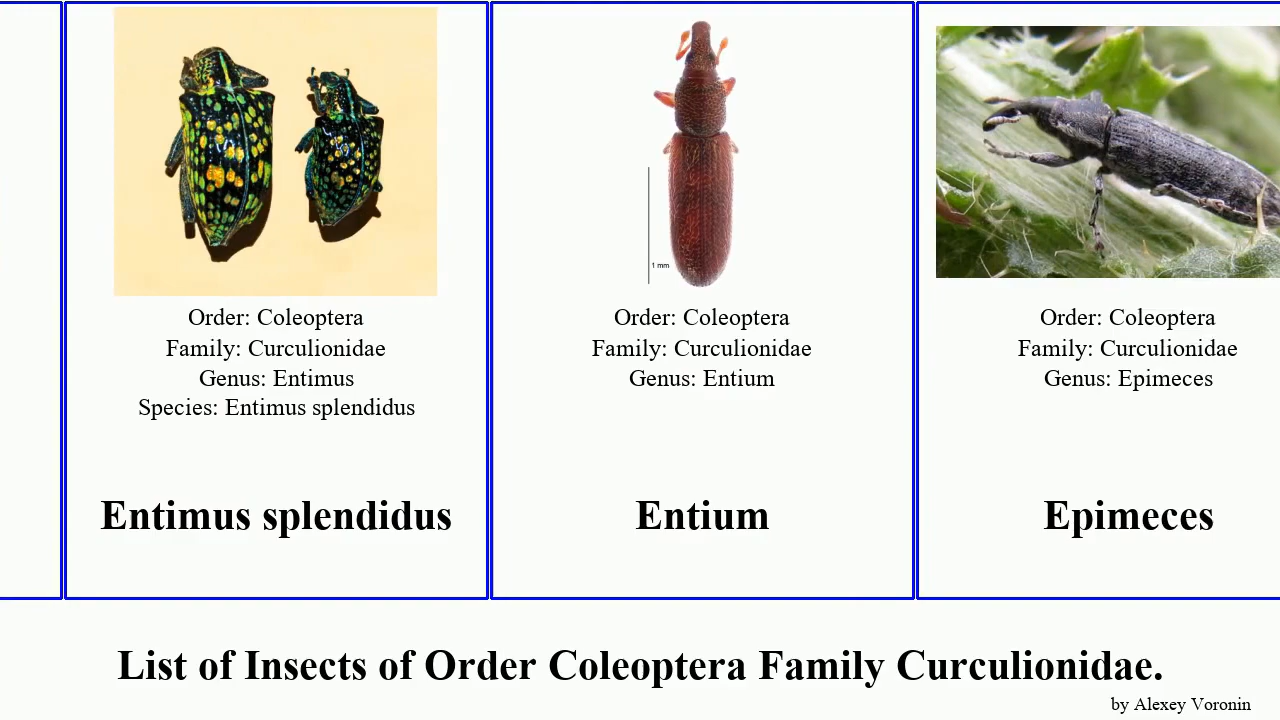 1 mm
Order: Coleoptera
Family: Curculionidae
Genus: Entimus
Species: Entimus splendidus
Entimus splendidus
Order: Coleoptera
Family: Curculionidae
Genus: Entium
Entium
Order: Coleoptera
Family: Curculionidae
Genus: Epimeces
Epimeces
List of Insects of Order Coleoptera Family Curculionidae.
by Alexey Voronin